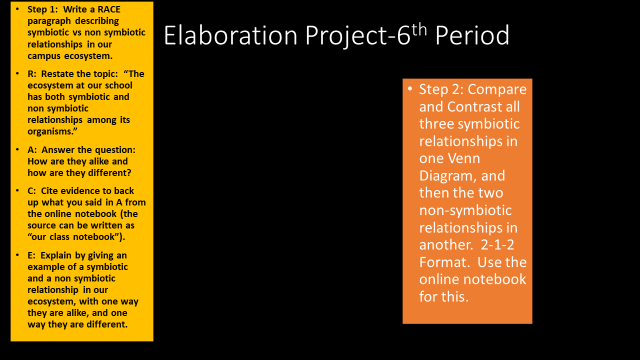 Elaboration Project-6th Period
• Step 1: Write a RACE
paragraph describing
symbiotic vs non symbiotic
relationships in our
campus ecosystem.
• R: Restate the topic: “The
ecosystem at our school
has both symbiotic and
non symbiotic
relationships among its
organisms.”
• A: Answer the question:
How are they alike and
how are they different?
• C: Cite evidence to back
up what you said in A from
the online notebook (the
source can be written as
“our class notebook”).
• E: Explain by giving an
example of a symbiotic
and a non symbiotic
relationship in our
ecosystem, with one way
they are alike, and one
way they are different.
• Step 2: Compare
and Contrast all
three symbiotic
relationships in
one Venn
Diagram, and
then the two
non-symbiotic
relationships in
another. 2-1-2
Format. Use the
online notebook
for this.